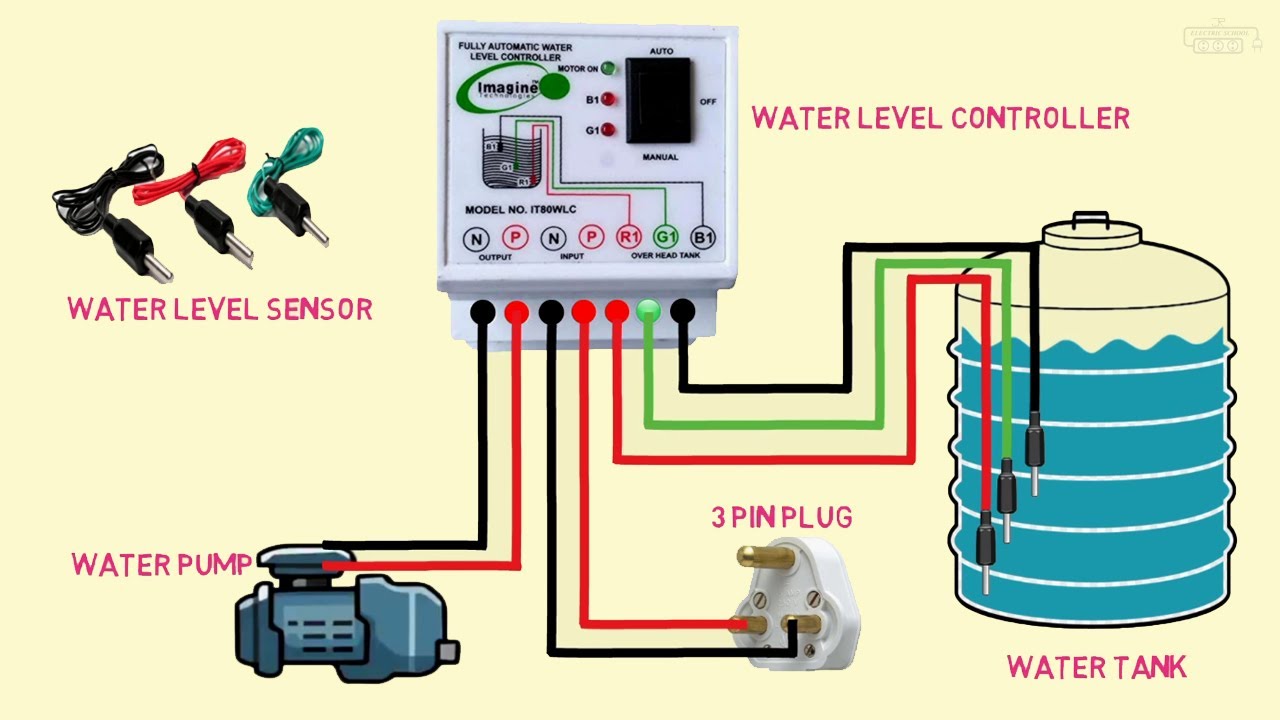 ELECTRIC SCHOOL
FULLY AUTOMATIC WATER
LEVEL CONTROLLER
Imagine™
Technologies
AUTO
MOTOR ON
B1
OFF
G1
MANUAL
B1
G1
R1
MODEL NO. IT80WLC
N P N P R1 G1 B1
OUTPUT INPUT OVER HEAD TANK
WATER LEVEL CONTROLLER
WATER LEVEL SENSOR
3 PIN PLUG
WATER PUMP
WATER TANK